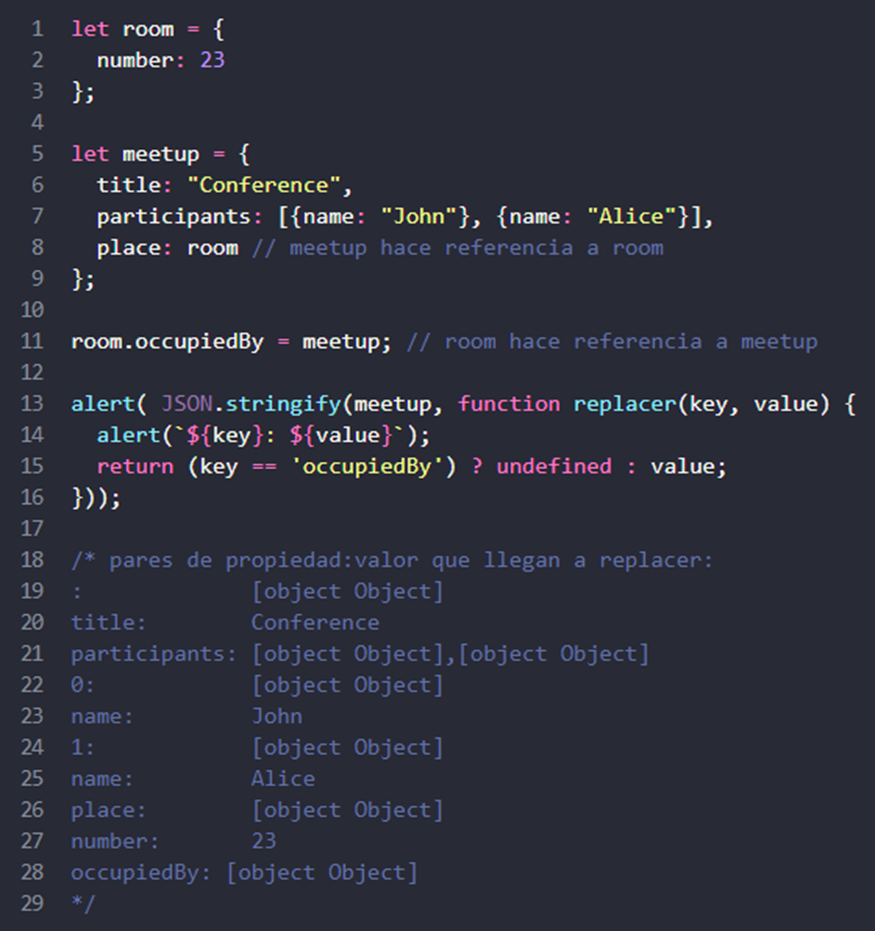 1 let room = {
2   number: 23
3 };
4
5 let meetup = {
6   title: "Conference",
7   participants: [{name: "John"}, {name: "Alice"}],
8   place: room // meetup hace referencia a room
9 };
10
11 room.occupiedBy = meetup; // room hace referencia a meetup
12
13 alert( JSON.stringify(meetup, function replacer(key, value) {
14   alert(`${key}: ${value}`);
15   return (key == 'occupiedBy') ? undefined : value;
16 }));
17
18 /* pares de propiedad:valor que llegan a replacer:
19 :             [object Object]
20 title:        Conference
21 participants: [object Object],[object Object]
22 0:            [object Object]
23 name:         John
24 1:            [object Object]
25 name:         Alice
26 place:        [object Object]
27 number:       23
28 occupiedBy: [object Object]
29 */